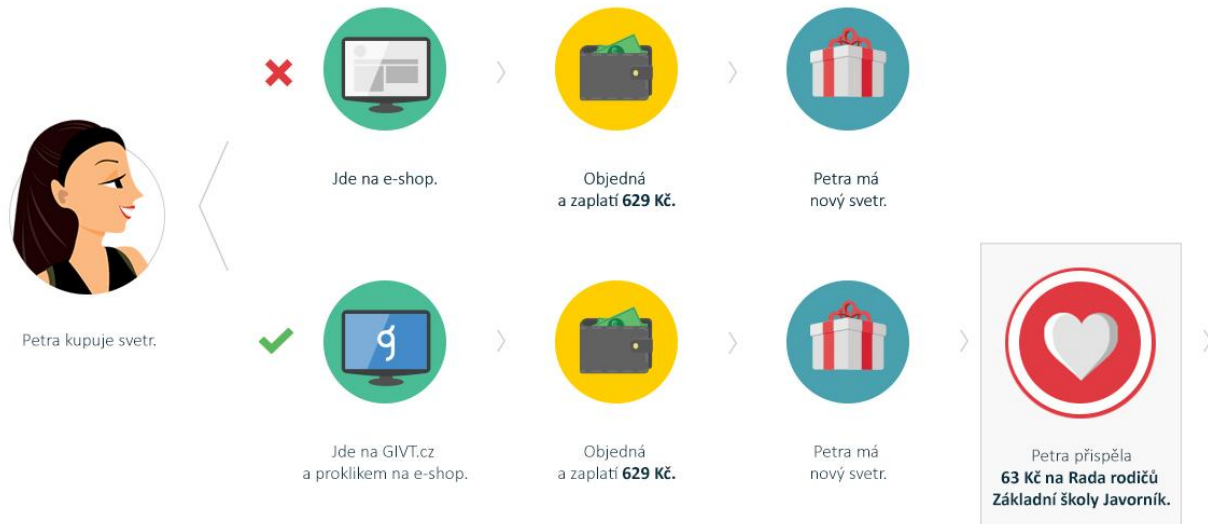 Jde na e-shop.
Objedná
a zaplatí 629 Kč.
Petra má
nový svetr.
Petra kupuje svetr.
Jde na GIVT.cz
a proklikem na e-shop.
Objedná
a zaplatí 629 Kč.
Petra má
nový svetr.
Petra přispěla
63 Kč na Rada rodičů
Základní školy Javorník.